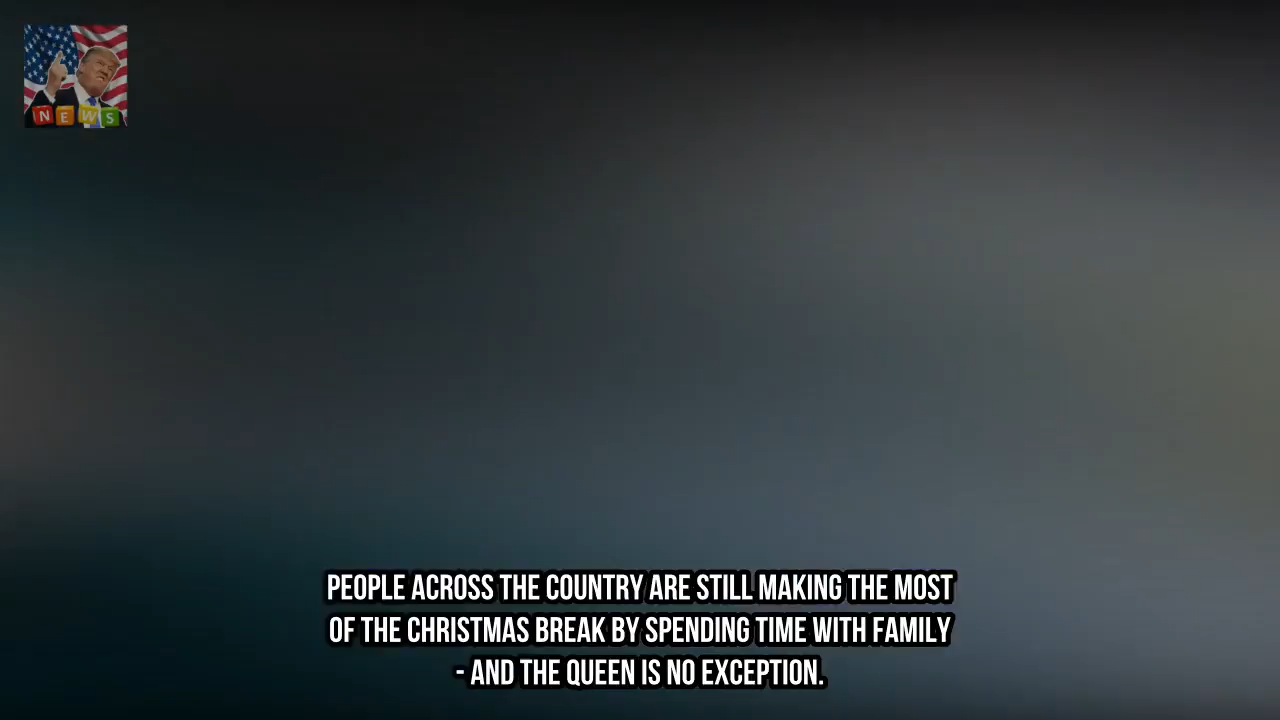 NEWS
PEOPLE ACROSS THE COUNTRY ARE STILL MAKING THE MOST
OF THE CHRISTMAS BREAK BY SPENDING TIME WITH FAMILY
- AND THE QUEEN IS NO EXCEPTION.